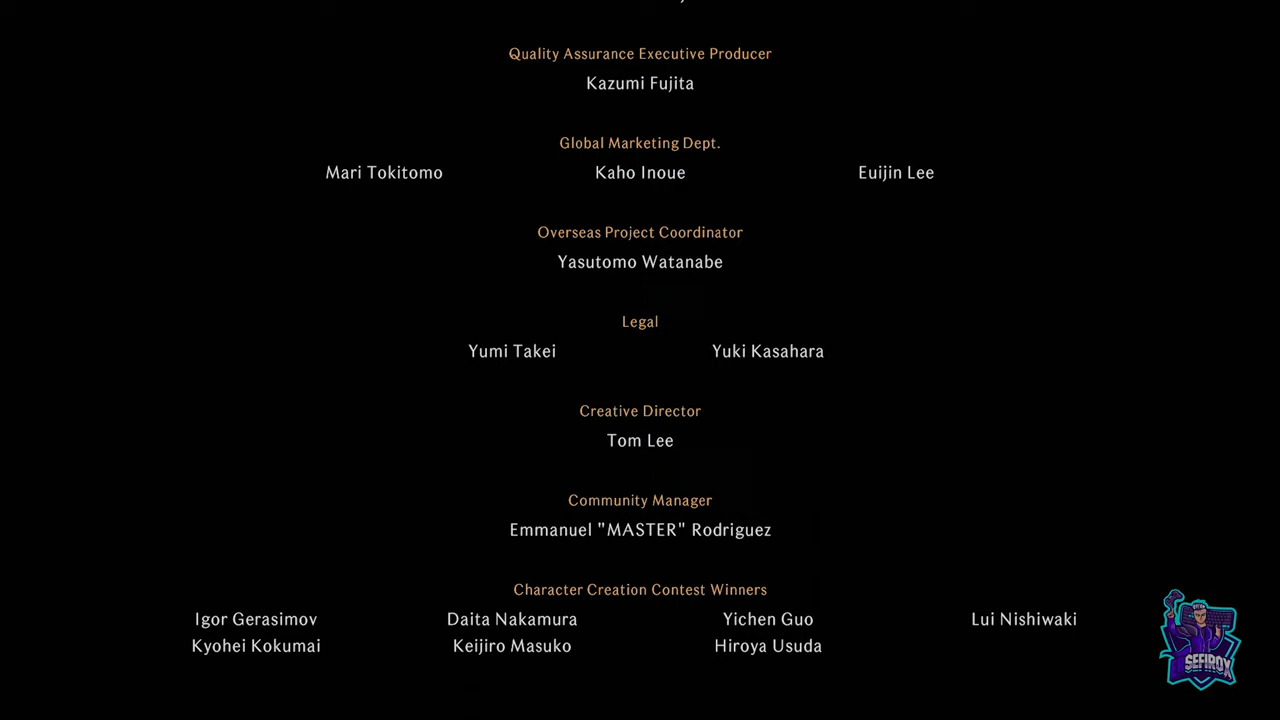 Quality Assurance Executive Producer
Kazumi Fujita
Global Marketing Dept.
Mari Tokitomo Kaho Inoue Euijin Lee
Overseas Project Coordinator
Yasutomo Watanabe
Legal
Yumi Takei Yuki Kasahara
Creative Director
Tom Lee
Community Manager
Emmanuel "MASTER" Rodriguez
Character Creation Contest Winners
Igor Gerasimov Daita Nakamura Yichen Guo Lui Nishiwaki
Kyohei Kokumai Keijiro Masuko Hiroya Usuda
SEFIROX